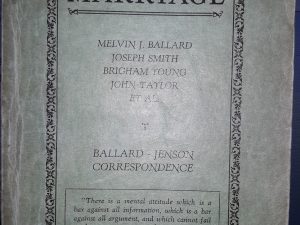 MARRIAGE
MELVIN J. BALLARD
JOSEPH SMITH
BRIGHAM YOUNG
JOHN TAYLOR
ET AL.
BALLARD - JENSON
CORRESPONDENCE
"There is a mental attitude which is a
bar against all information, which is a bar
against all argument, and which cannot fail